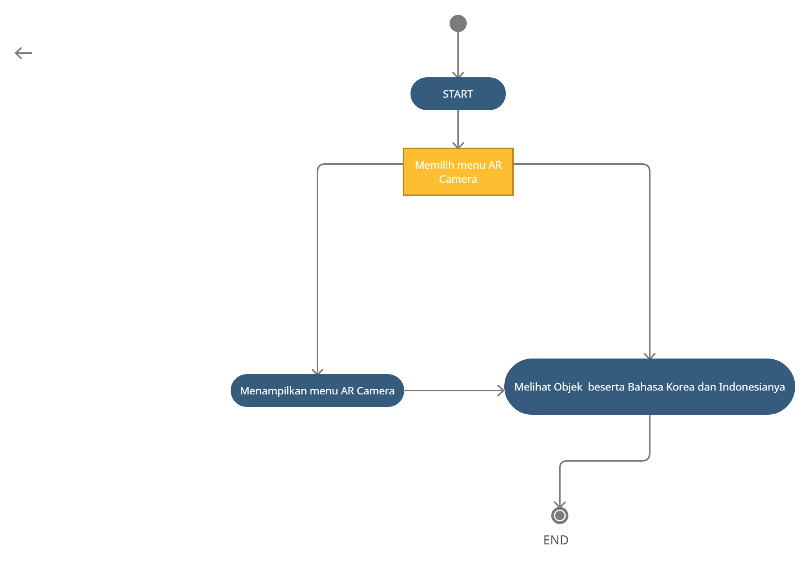 START
Memilih menu AR
Camera
Menampilkan menu AR Camera
Melihat Objek  beserta Bahasa Korea dan Indonesianya
END